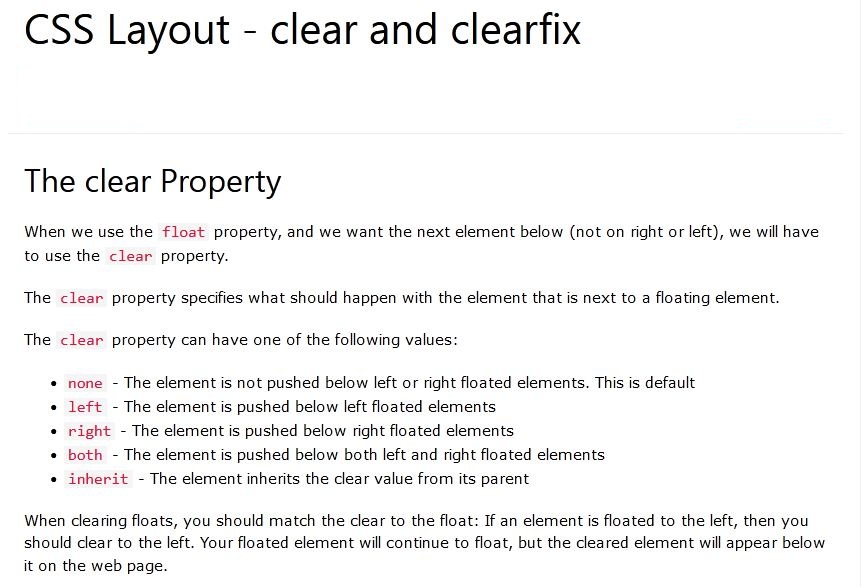 CSS Layout - clear and clearfix
The clear Property
When we use the float property, and we want the next element below (not on right or left), we will have
to use the clear property.
The clear property specifies what should happen with the element that is next to a floating element.
The clear property can have one of the following values:
• none - The element is not pushed below left or right floated elements. This is default
• left - The element is pushed below left floated elements
• right - The element is pushed below right floated elements
• both - The element is pushed below both left and right floated elements
• inherit - The element inherits the clear value from its parent
When clearing floats, you should match the clear to the float: If an element is floated to the left, then you
should clear to the left. Your floated element will continue to float, but the cleared element will appear below
it on the web page.